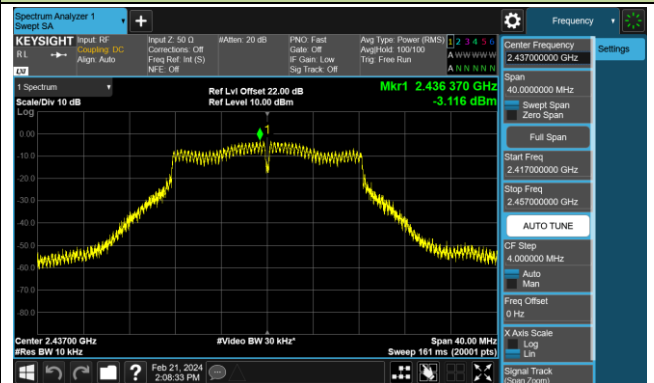 Spectrum Analyzer 1
Swept SA
Frequency
KEYSIGHT
Input: RF
Input Z: 50 Ω
#Atten: 20 dB
PNO: Fast
Avg Type: Power (RMS)
1 2 3 4 5 6
RL
Coupling: DC
Corrections: Off
Gate: Off
Avg|Hold: 100/100
A W W W W W
Align: Auto
Freq Ref: Int (S)
IF Gain: Low
Trig: Free Run
LXI
NFE: Off
Sig Track: Off
A N N N N N
Center Frequency
2.437000000 GHz
Settings
1 Spectrum
Ref Lvl Offset 22.00 dB
Mkr1 2.436 370 GHz
Scale/Div 10 dB
Ref Level 10.00 dBm
-3.116 dBm
Log
Span
40.0000000 MHz
Swept Span
Zero Span
0.00
1
-10.0
-20.0
-30.0
-40.0
-50.0
-60.0
-70.0
-80.0
Full Span
Start Freq
2.417000000 GHz
Stop Freq
2.457000000 GHz
AUTO TUNE
CF Step
4.000000 MHz
Auto
Man
Freq Offset
0 Hz
X Axis Scale
Log
Lin
Signal Track
(Span Zoom)
Center 2.43700 GHz
#Video BW 30 kHz*
Span 40.00 MHz
#Res BW 10 kHz
Sweep 161 ms (20001 pts)
?
Feb 21, 2024
2:08:33 PM